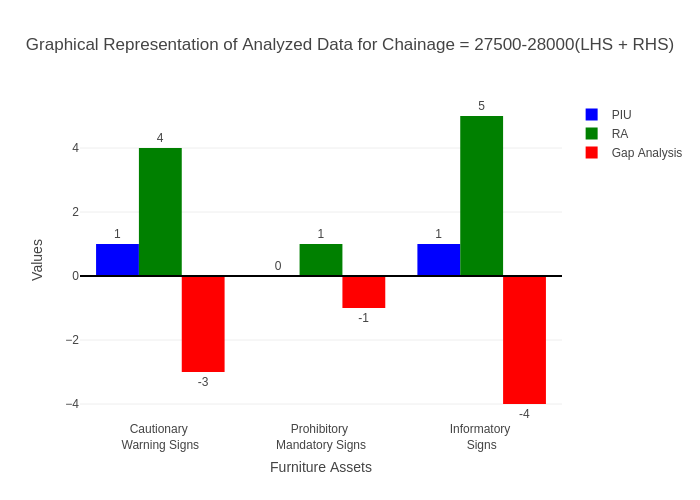 Graphical Representation of Analyzed Data for Chainage = 27500-28000(LHS + RHS)
PIU
RA
Gap Analysis
Values
4
2
0
−2
−4
1
4
-3
0
1
-1
1
5
-4
Cautionary
Warning Signs
Prohibitory
Mandatory Signs
Informatory
Signs
Furniture Assets